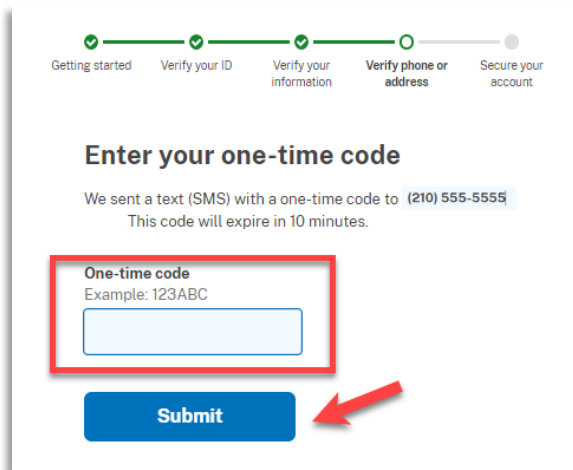 Getting started Verify your ID Verify your information Verify phone or address Secure your account
Enter your one-time code
We sent a text (SMS) with a one-time code to (210) 555-5555
This code will expire in 10 minutes.
One-time code
Example: 123ABC
Submit